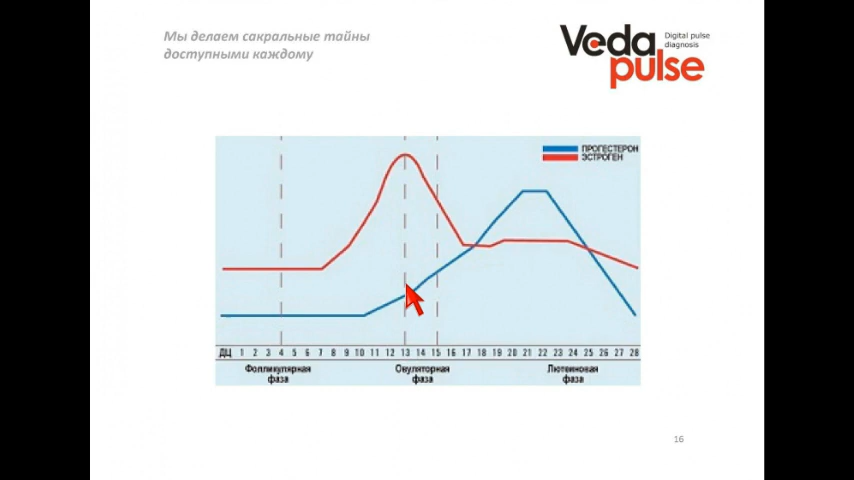 Мы делаем сакральные тайны
доступными каждому
Veda
pulse
Digital pulse
diagnosis
ПРОГЕСТЕРОН
ЭСТРОГЕН
ДЦ 1 2 3 4 5 6 7 8 9 10 11 12 13 14 15 16 17 18 19 20 21 22 23 24 25 26 27 28
Фолликулярная
фаза
Овуляторная
фаза
Лютеиновая
фаза
16